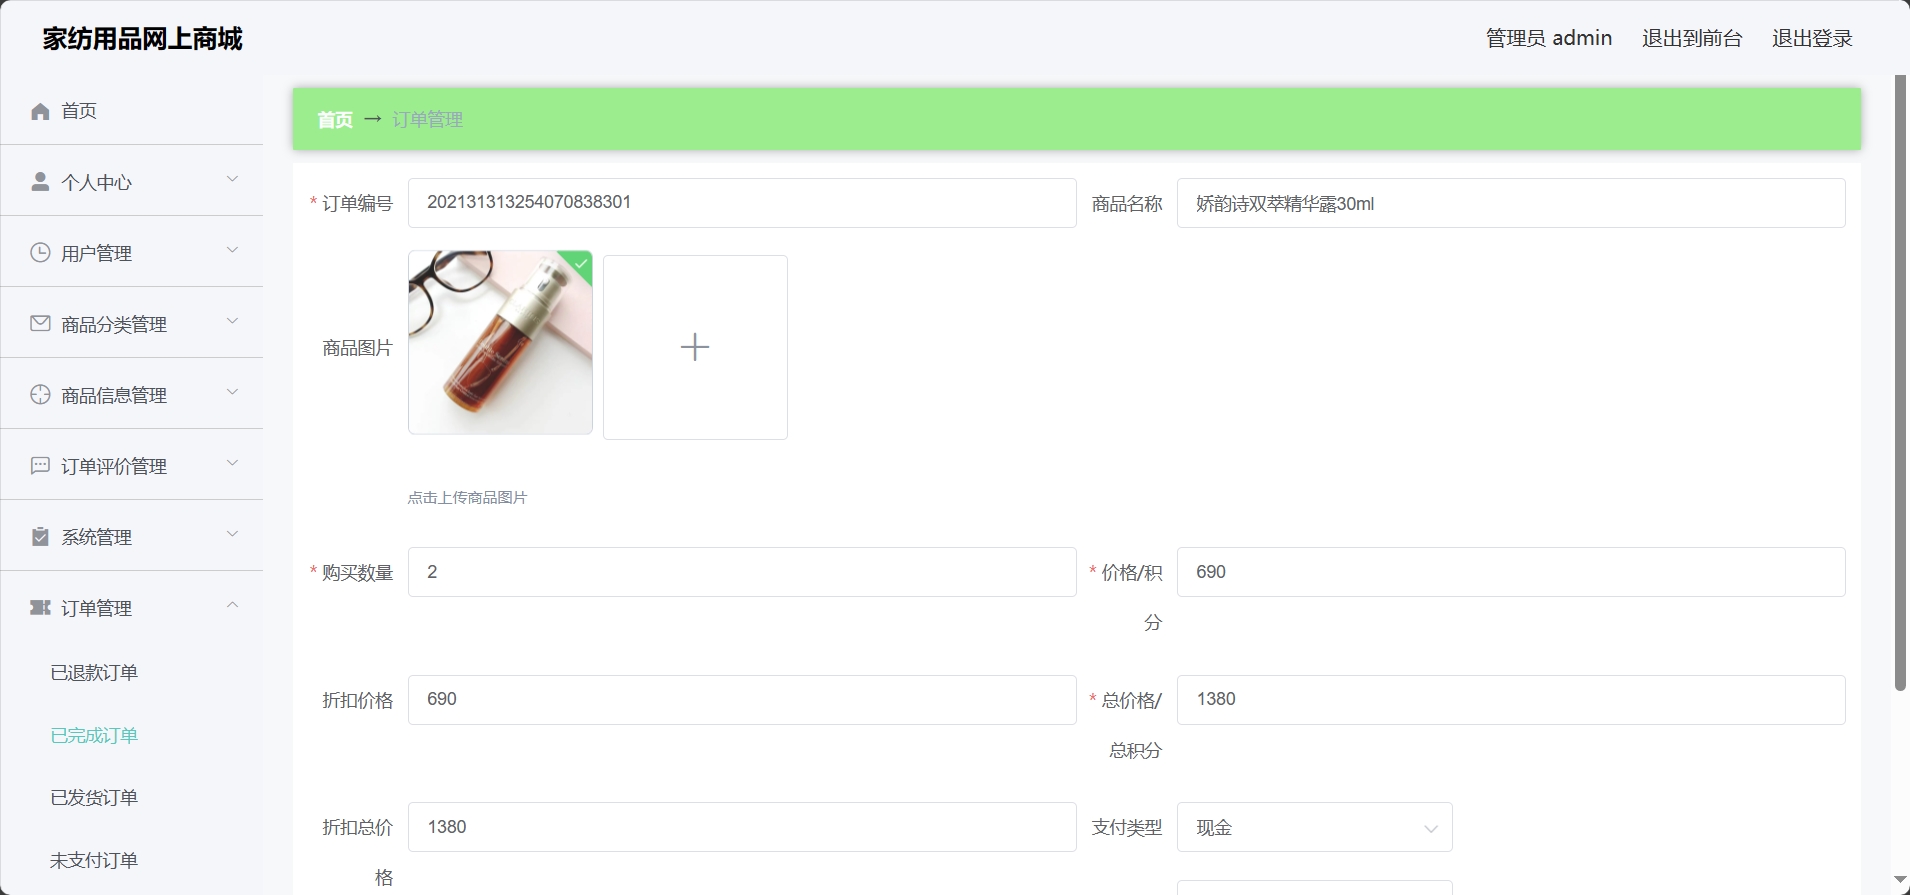 家纺用品网上商城
管理员 admin 退出到前台 退出登录
首页
个人中心
用户管理
商品分类管理
商品信息管理
订单评价管理
系统管理
订单管理
已退款订单
已完成订单
已发货订单
未支付订单
首页 → 订单管理
* 订单编号 202131313254070838301 商品名称 娇韵诗双萃精华露30ml
商品图片
点击上传商品图片
* 购买数量 2 * 价格/积
分 690
折扣价格 690 * 总价格/
总积分 1380
折扣总价
格 1380 支付类型 现金